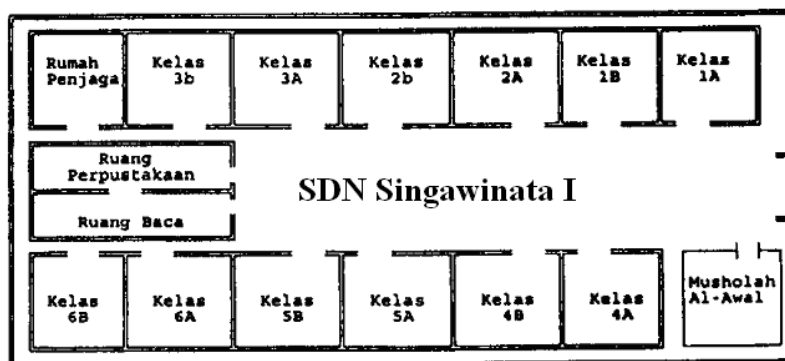 Rumah
Penjaga
Kelas
3b
Kelas
3A
Kelas
2b
Kelas
2A
Kelas
1B
Kelas
1A
Ruang
Perpustakaan
SDN Singawinata I
Ruang Baca
Kelas
6B
Kelas
6A
Kelas
5B
Kelas
5A
Kelas
4B
Kelas
4A
Musholah
Al-Awal